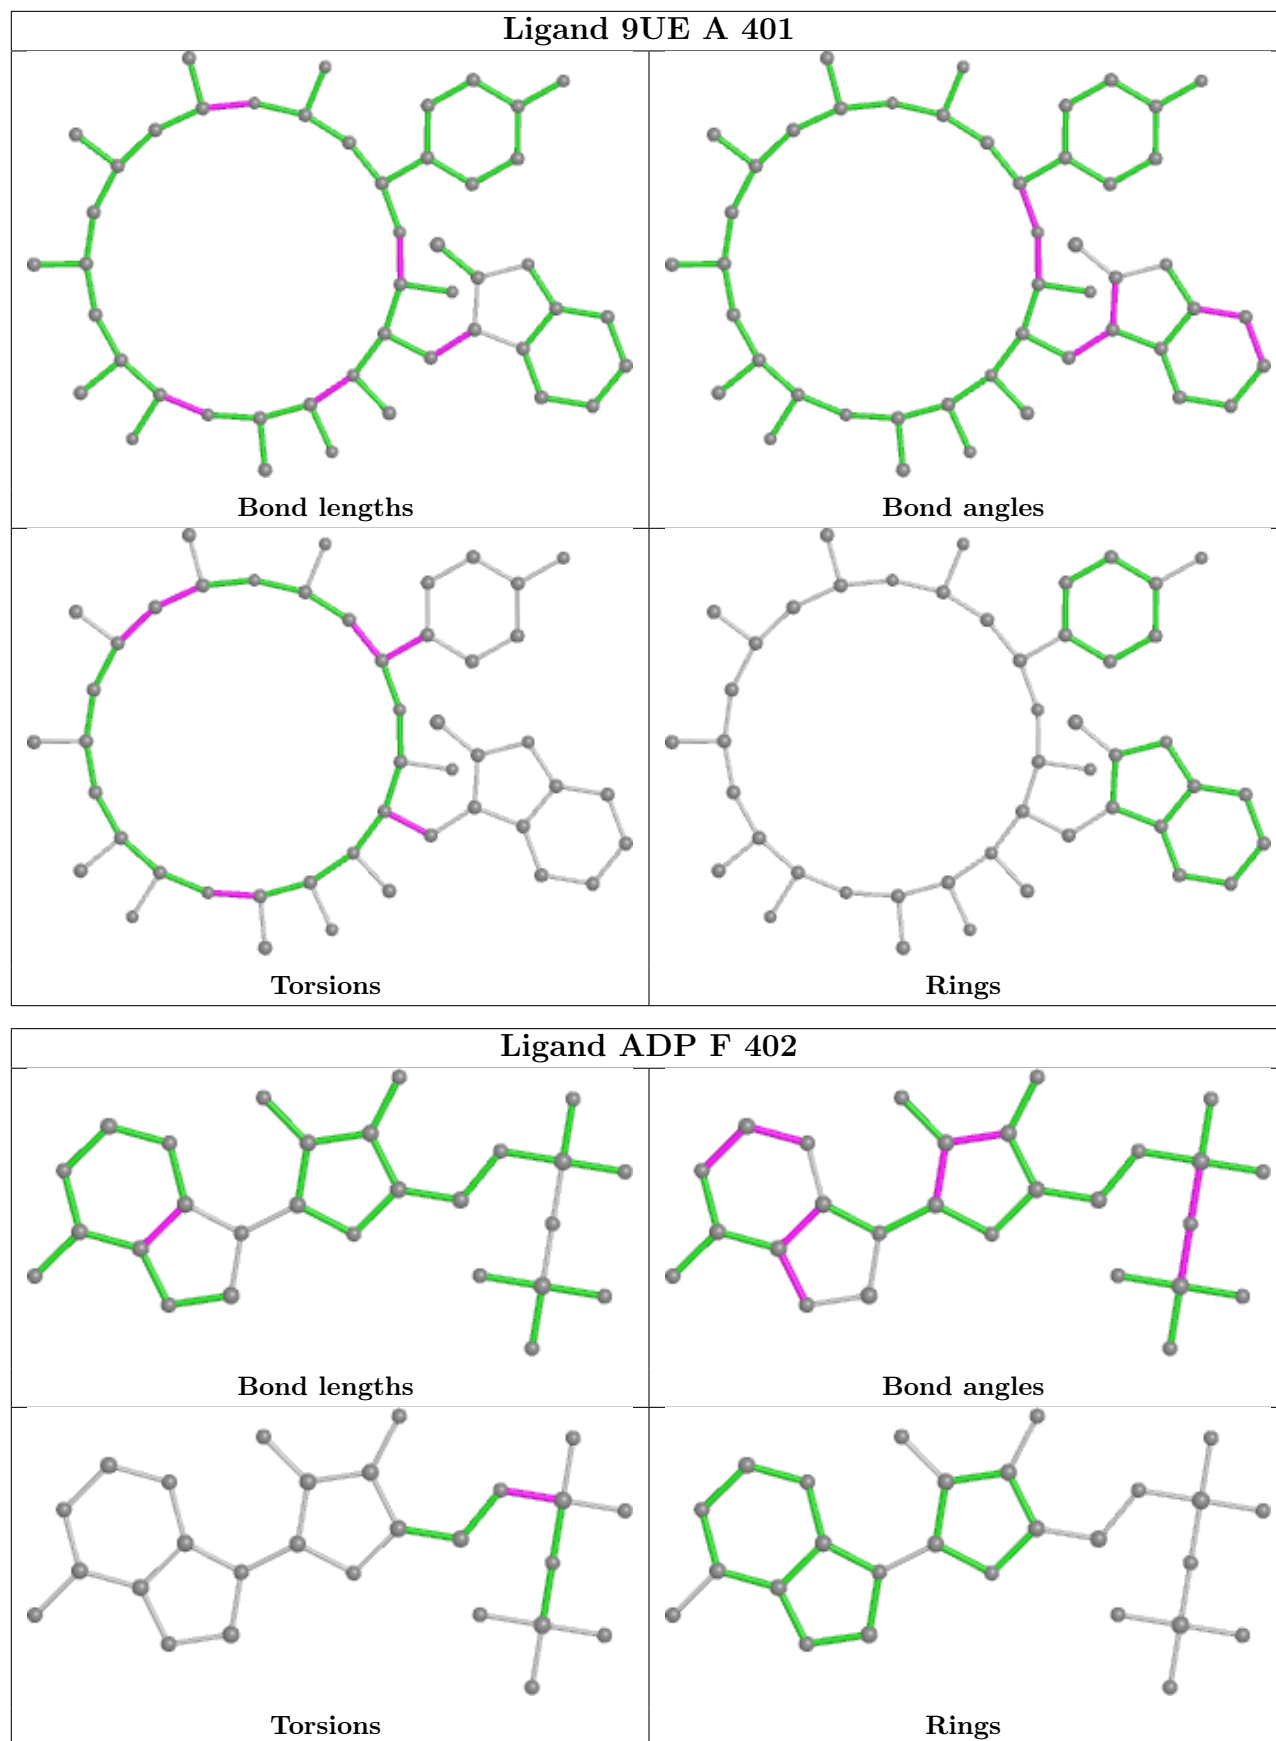 Ligand 9UE A 401
Bond lengths
Bond angles
Torsions
Rings
Ligand ADP F 402
Bond lengths
Bond angles
Torsions
Rings